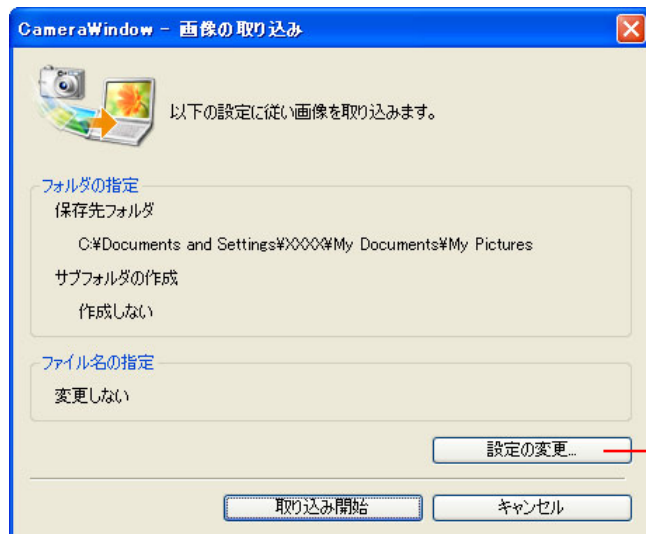 CameraWindow - 画像の取り込み
以下の設定に従い画像を取り込みます。
フォルダの指定
保存先フォルダ
C:¥Documents and Settings¥XXXX¥My Documents¥My Pictures
サブフォルダの作成
作成しない
ファイル名の指定
変更しない
設定の変更...
取り込み開始
キャンセル